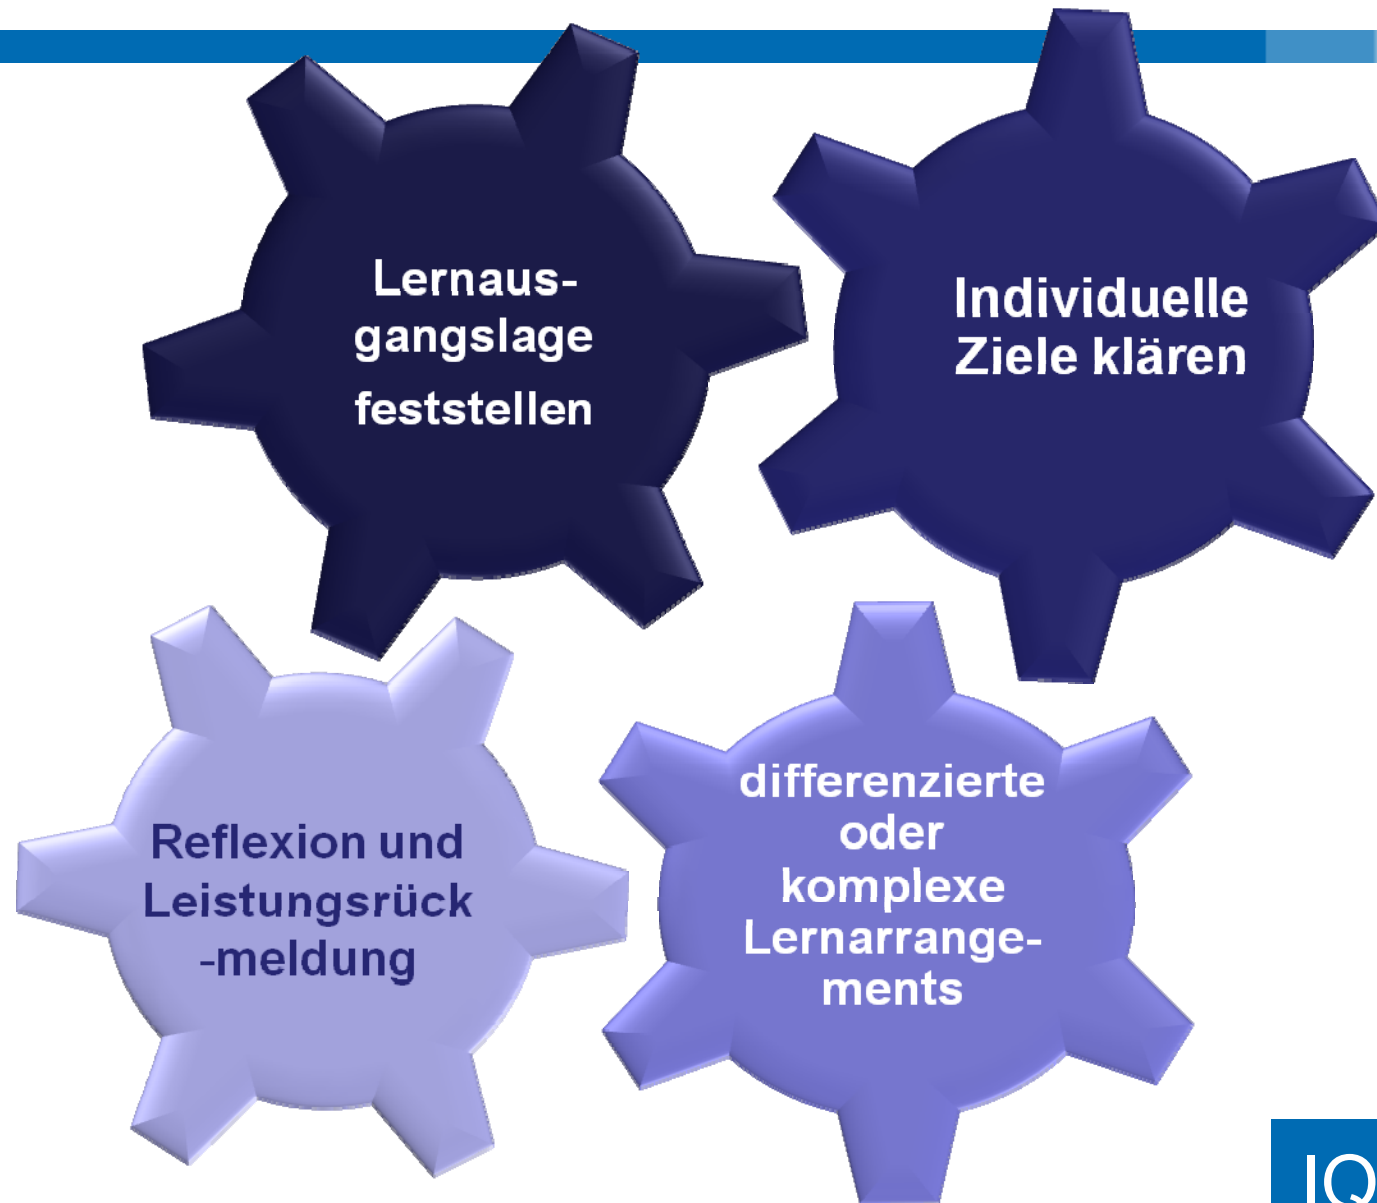 Lernaus-
gangslage
feststellen
Individuelle
Ziele klären
Reflexion und
Leistungsrück
-meldung
differenzierte
oder
komplexe
Lernarrange-
ments
IQ